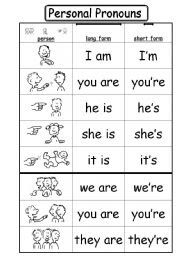 Personal Pronouns
person long form short form
I am I'm
you are you're
he is he's
she is she's
it is it's
we are we're
you are you're
they are they're